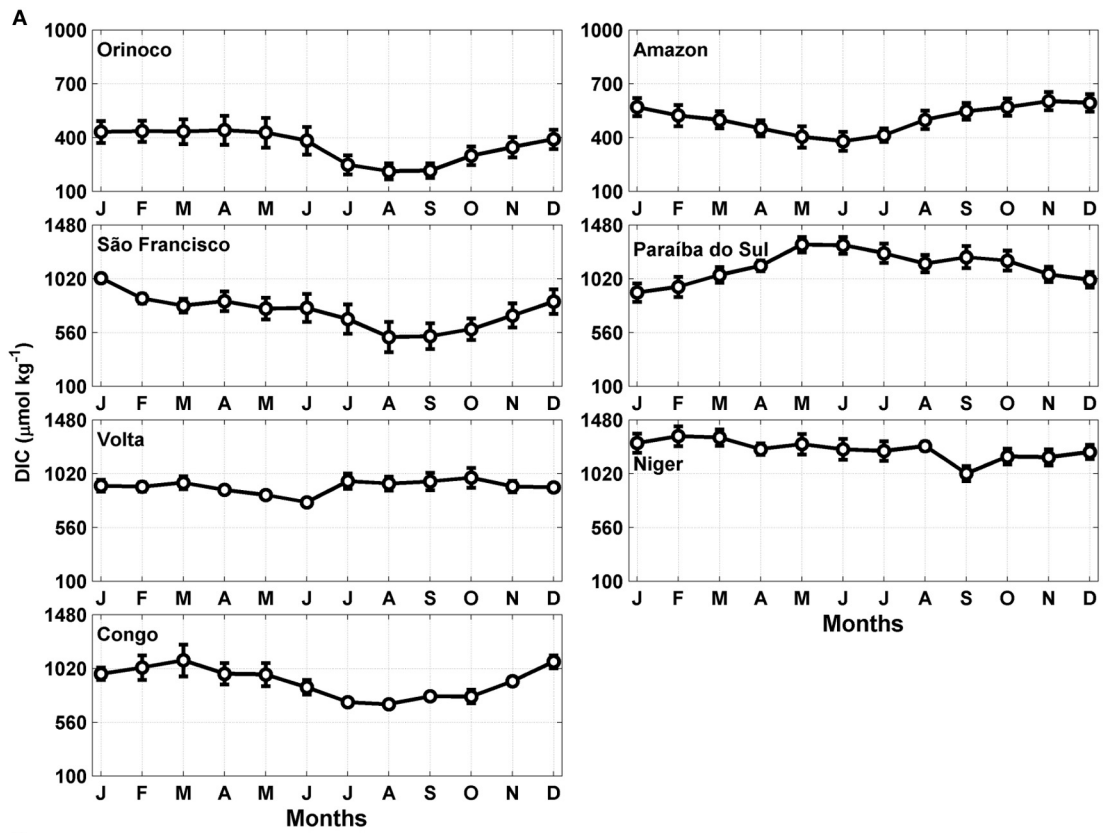 A
DIC (μmol kg⁻¹)
Orinoco
1000
700
400
100
J F M A M J J A S O N D
Amazon
1000
700
400
100
J F M A M J J A S O N D
São Francisco
1480
1020
560
100
J F M A M J J A S O N D
Paraíba do Sul
1480
1020
560
100
J F M A M J J A S O N D
Volta
1480
1020
560
100
J F M A M J J A S O N D
Niger
1480
1020
560
100
J F M A M J J A S O N D
Months
Congo
1480
1020
560
100
J F M A M J J A S O N D
Months